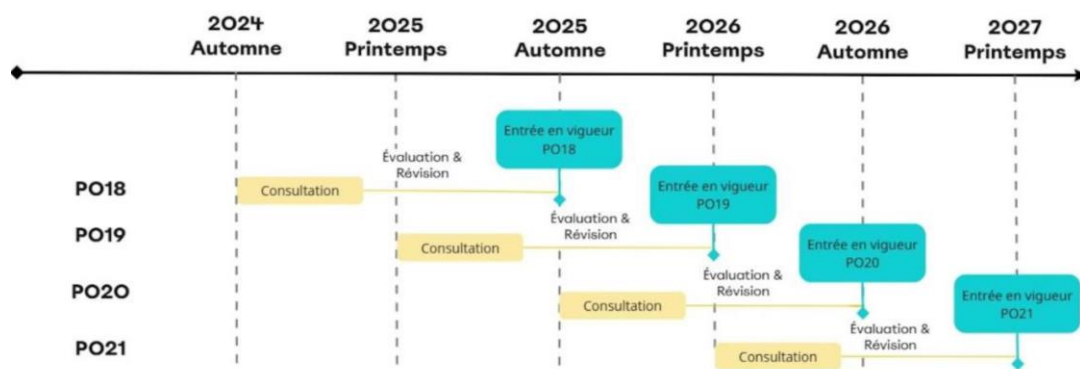 2024
Automne
2025
Printemps
2025
Automne
2026
Printemps
2026
Automne
2027
Printemps
Entrée en vigueur
PO18
Évaluation &
Révision
PO18
Consultation
Entrée en vigueur
PO19
Évaluation &
Révision
PO19
Consultation
Entrée en vigueur
PO20
Évaluation &
Révision
PO20
Consultation
Entrée en vigueur
PO21
Évaluation &
Révision
PO21
Consultation